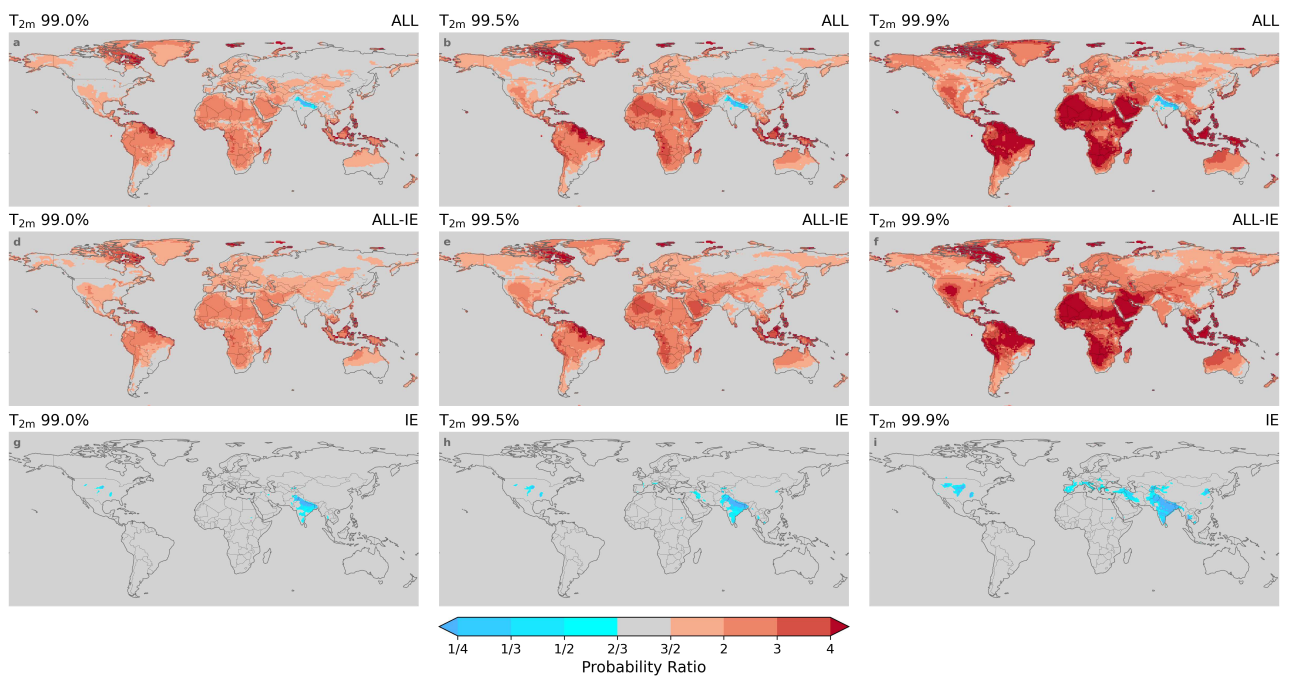 T2m 99.0% ALL
T2m 99.5% ALL
T2m 99.9% ALL
a
b
c
T2m 99.0% ALL-IE
T2m 99.5% ALL-IE
T2m 99.9% ALL-IE
d
e
f
T2m 99.0% IE
T2m 99.5% IE
T2m 99.9% IE
g
h
i
1/4 1/3 1/2 2/3 3/2 2 3 4
Probability Ratio